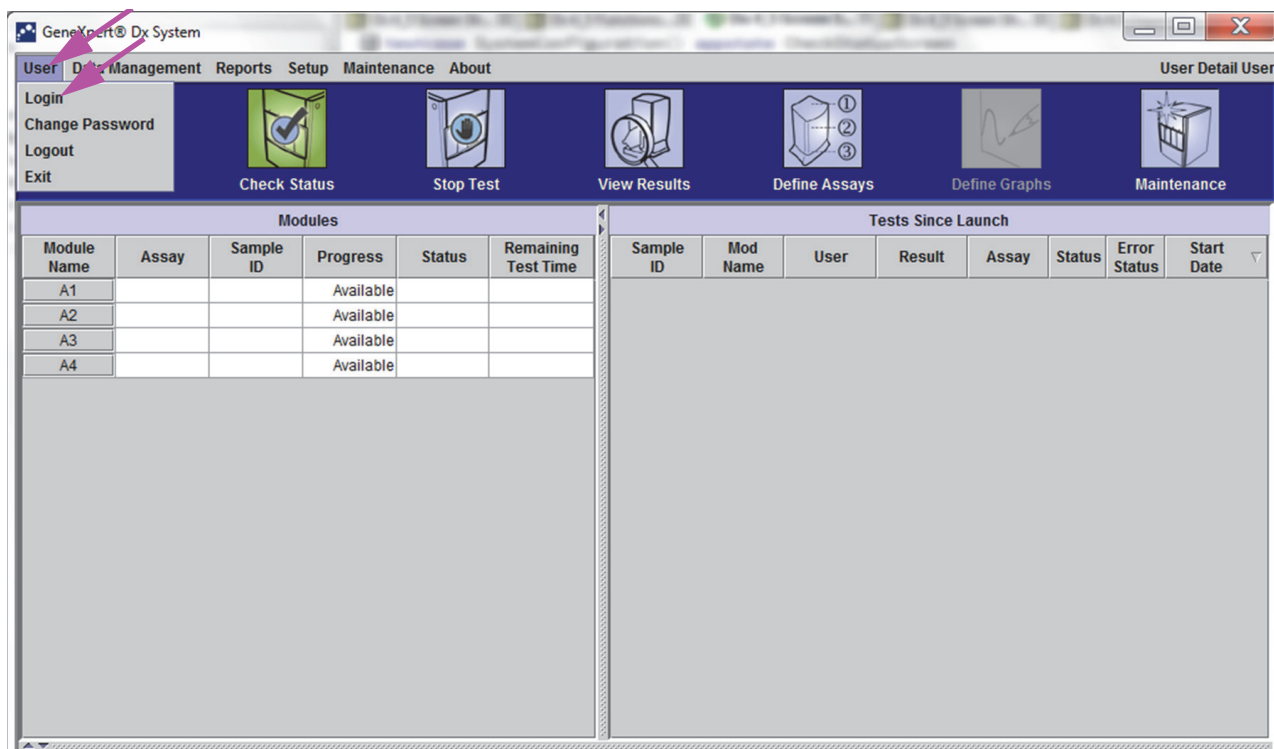 GeneXpert® Dx System
User Data Management Reports Setup Maintenance About User Detail User
Login
Change Password
Logout
Exit
Check Status Stop Test View Results Define Assays Define Graphs Maintenance
① ② ③
Modules Tests Since Launch
Module Name Assay Sample ID Progress Status Remaining Test Time Sample ID Mod Name User Result Assay Status Error Status Start Date
A1 Available
A2 Available
A3 Available
A4 Available